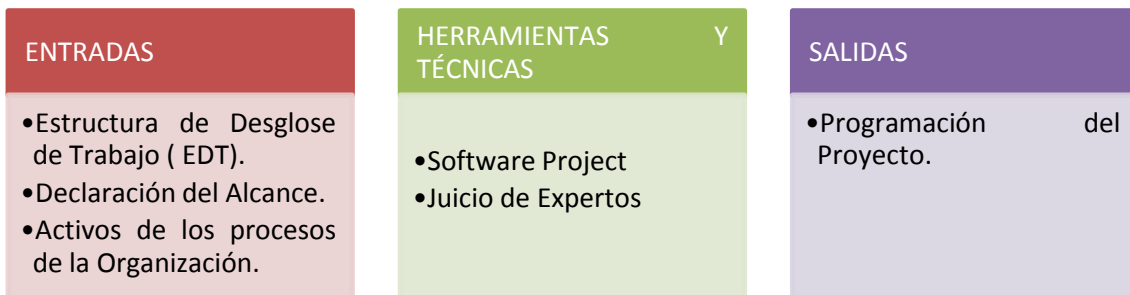 ENTRADAS
•Estructura de Desglose
de Trabajo ( EDT).
•Declaración del Alcance.
•Activos de los procesos
de la Organización.
HERRAMIENTAS Y
TÉCNICAS
•Software Project
•Juicio de Expertos
SALIDAS
•Programación del
Proyecto.